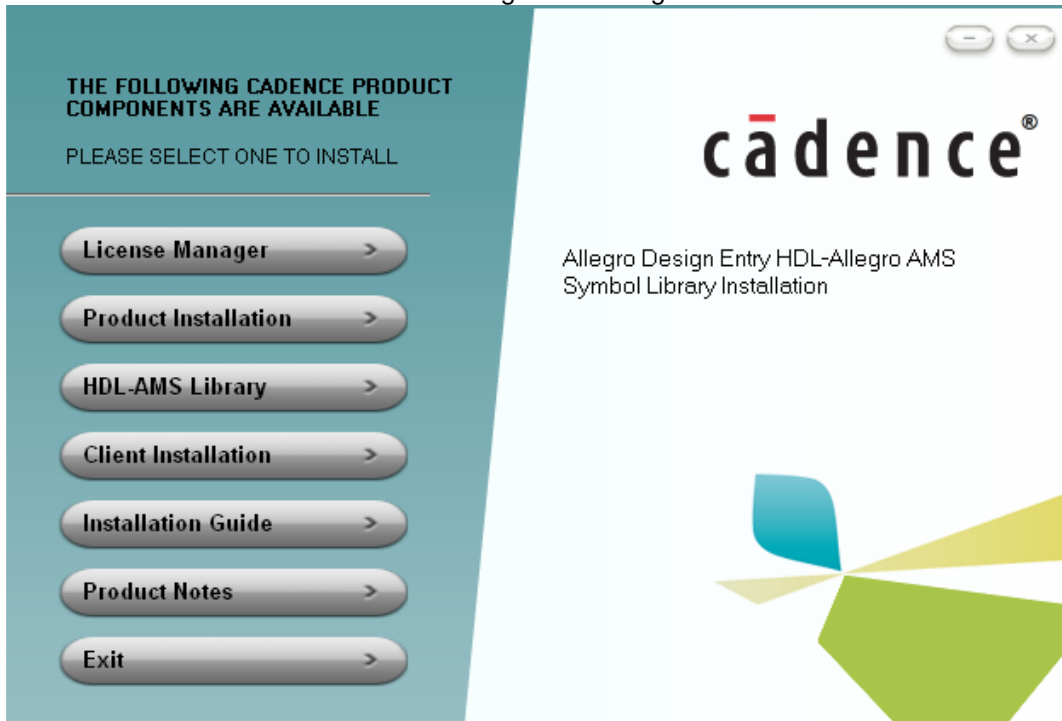 THE FOLLOWING CADENCE PRODUCT
COMPONENTS ARE AVAILABLE
PLEASE SELECT ONE TO INSTALL
License Manager >
Product Installation >
HDL-AMS Library >
Client Installation >
Installation Guide >
Product Notes >
Exit >
cādence®
Allegro Design Entry HDL-Allegro AMS
Symbol Library Installation